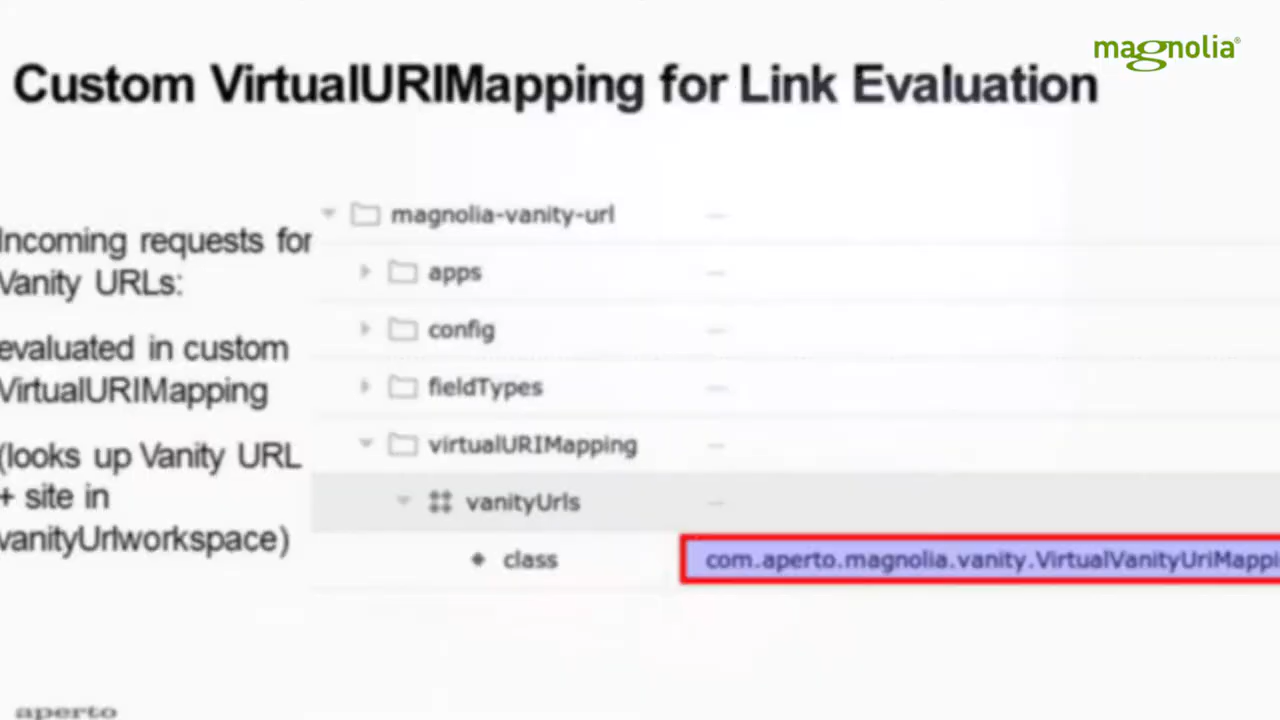 magnolia®
Custom VirtualURIMapping for Link Evaluation
Incoming requests for
Vanity URLs:
evaluated in custom
VirtualURIMapping
(looks up Vanity URL
+ site in
vanityUrlworkspace)
magnolia-vanity-url –
apps –
config –
fieldTypes –
virtualURIMapping –
vanityUrls –
class com.aperto.magnolia.vanity.VirtualVanityUriMappi
aperto